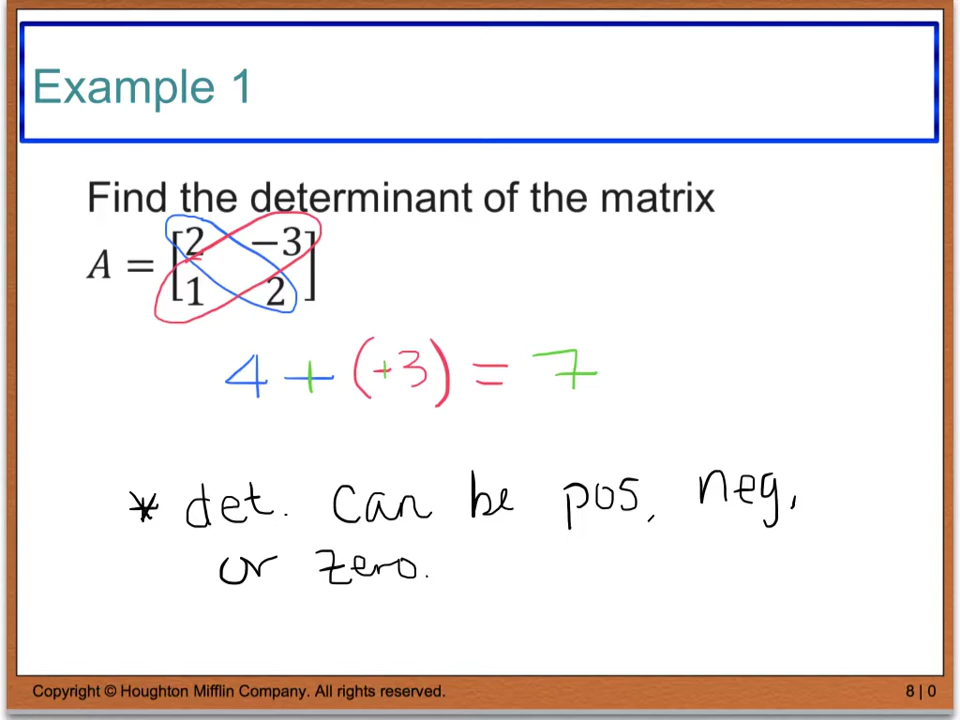 Example 1
Find the determinant of the matrix
A = [2 −3
1 2]
4 + (+3) = 7
* det. can be pos, neg,
or zero.
Copyright © Houghton Mifflin Company. All rights reserved. 8 | 0